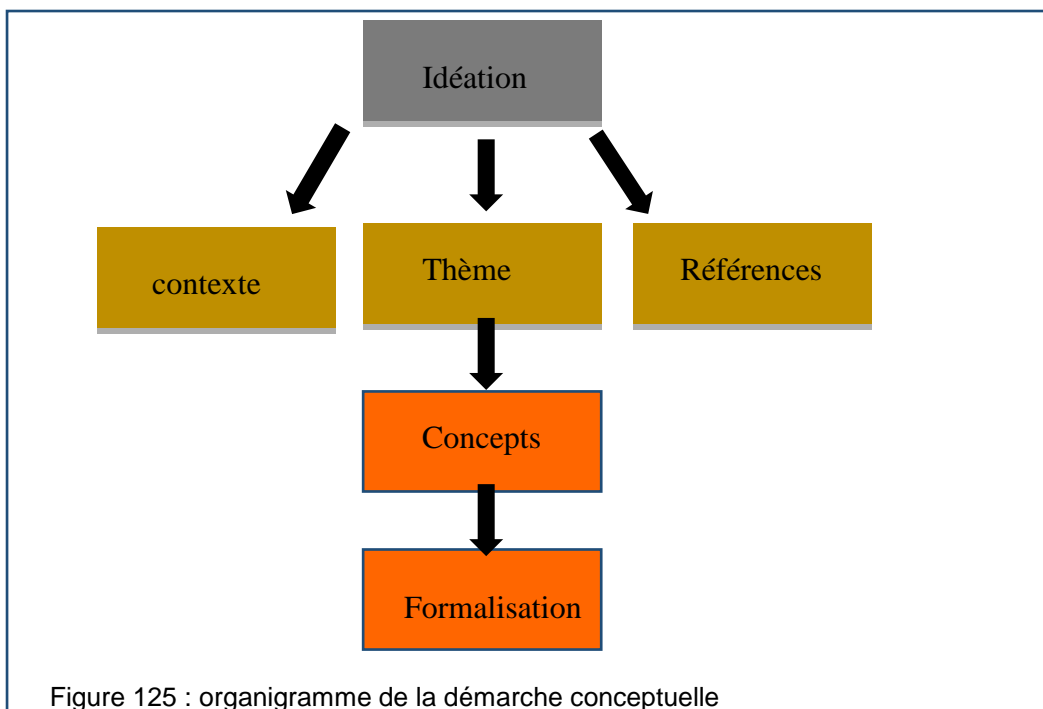 Idéation
contexte
Thème
Références
Concepts
Formalisation
Figure 125 : organigramme de la démarche conceptuelle